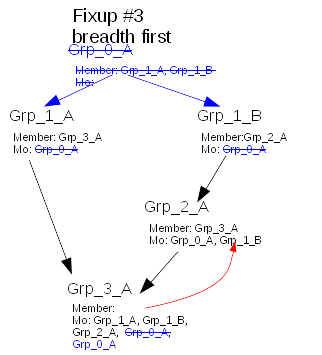 Fixup #3
breadth first
Grp_0_A
Member: Grp_1_A, Grp_1_B
Mo:
Grp_1_A
Member: Grp_3_A
Mo: Grp_0_A
Grp_1_B
Member:Grp_2_A
Mo: Grp_0_A
Grp_2_A
Member: Grp_3_A
Mo: Grp_0_A, Grp_1_B
Grp_3_A
Member:
Mo: Grp_1_A, Grp_1_B,
Grp_2_A, Grp_0_A,
Grp_0_A